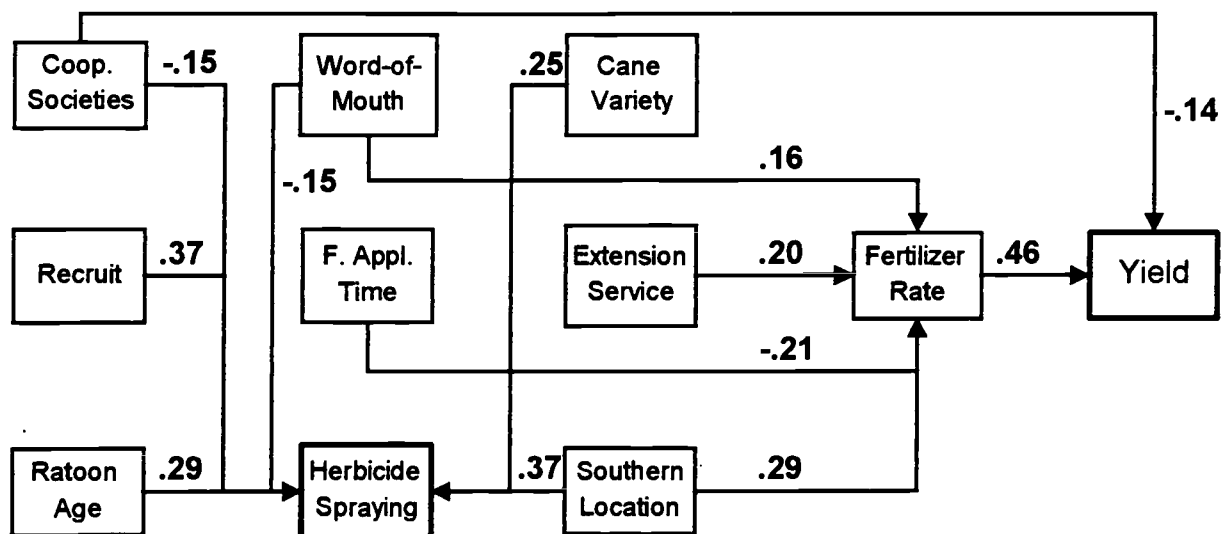 Coop.
Societies
-.15
Word-of-
Mouth
.25
Cane
Variety
-.14
-.15
.16
Recruit
.37
F. Appl.
Time
Extension
Service
.20
Fertilizer
Rate
.46
Yield
-.21
Ratoon
Age
.29
Herbicide
Spraying
.37
Southern
Location
.29